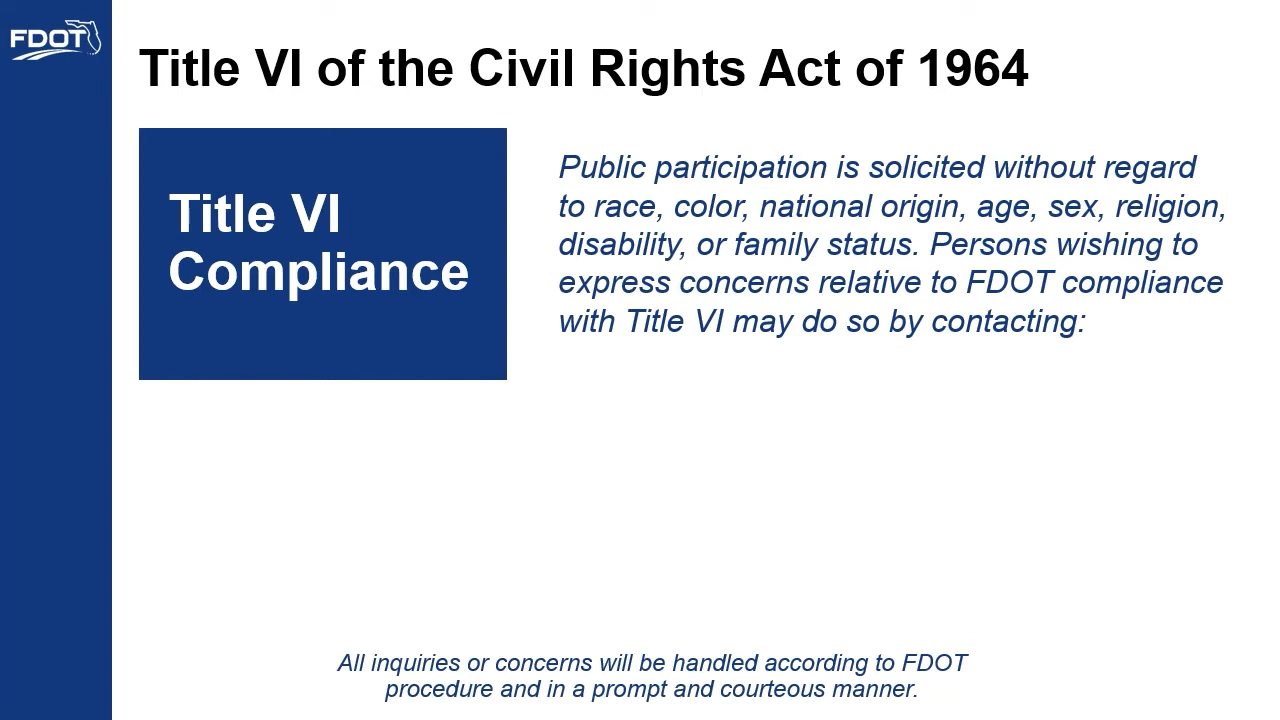 FDOT
Title VI of the Civil Rights Act of 1964
Title VI
Compliance
Public participation is solicited without regard
to race, color, national origin, age, sex, religion,
disability, or family status. Persons wishing to
express concerns relative to FDOT compliance
with Title VI may do so by contacting:
All inquiries or concerns will be handled according to FDOT
procedure and in a prompt and courteous manner.